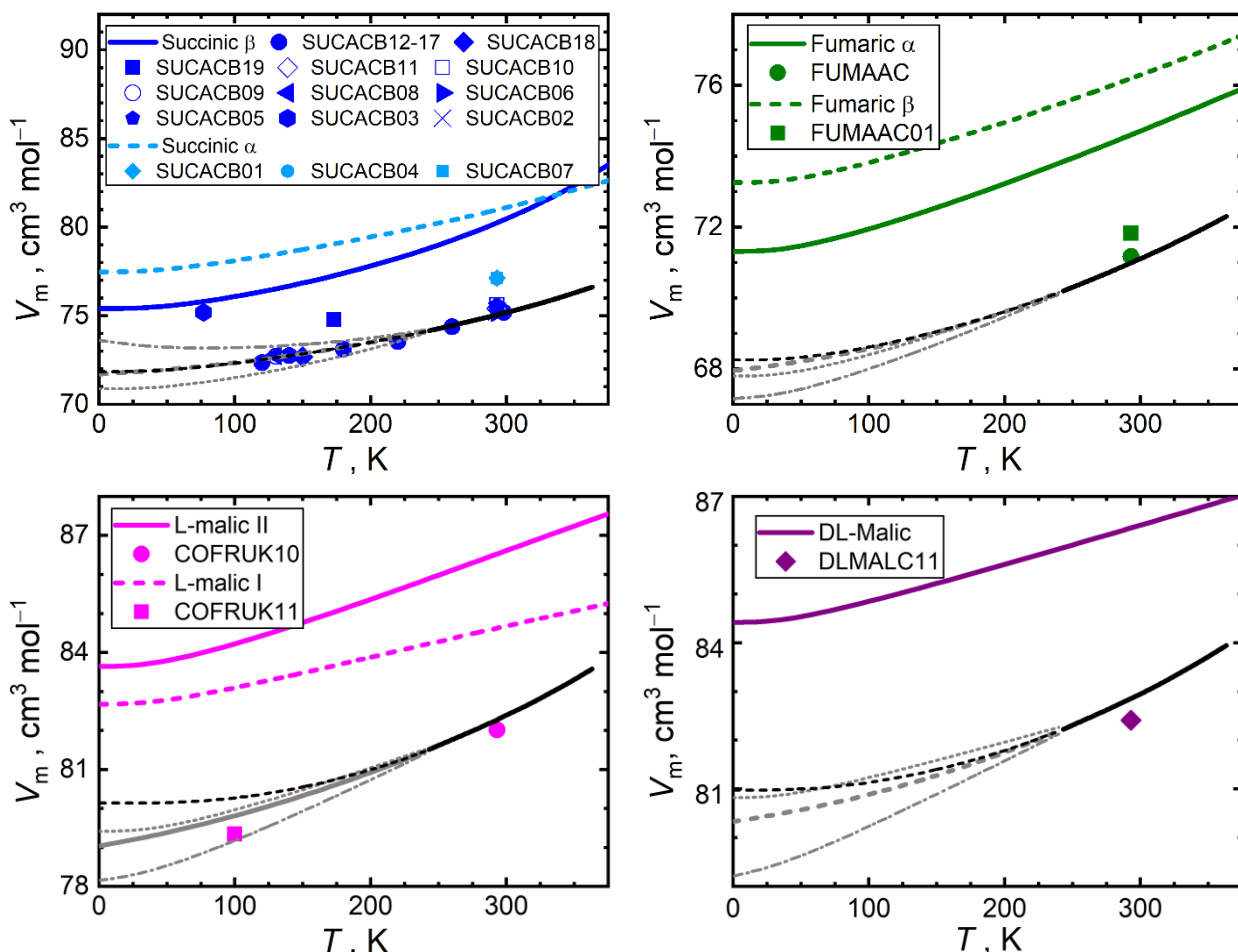 Succinic β SUCACB12-17 SUCACB18
SUCACB19 SUCACB11 SUCACB10
SUCACB09 SUCACB08 SUCACB06
SUCACB05 SUCACB03 SUCACB02
Succinic α
SUCACB01 SUCACB04 SUCACB07
90
85
80
75
70
Vm , cm³ mol⁻¹
0 100 200 300
T , K
Fumaric α
FUMAAC
Fumaric β
FUMAAC01
76
72
68
Vm , cm³ mol⁻¹
0 100 200 300
T , K
L-malic II
COFRUK10
L-malic I
COFRUK11
87
84
81
78
Vm , cm³ mol⁻¹
0 100 200 300
T , K
DL-Malic
DLMALC11
87
84
81
Vm, cm³ mol⁻¹
0 100 200 300
T , K